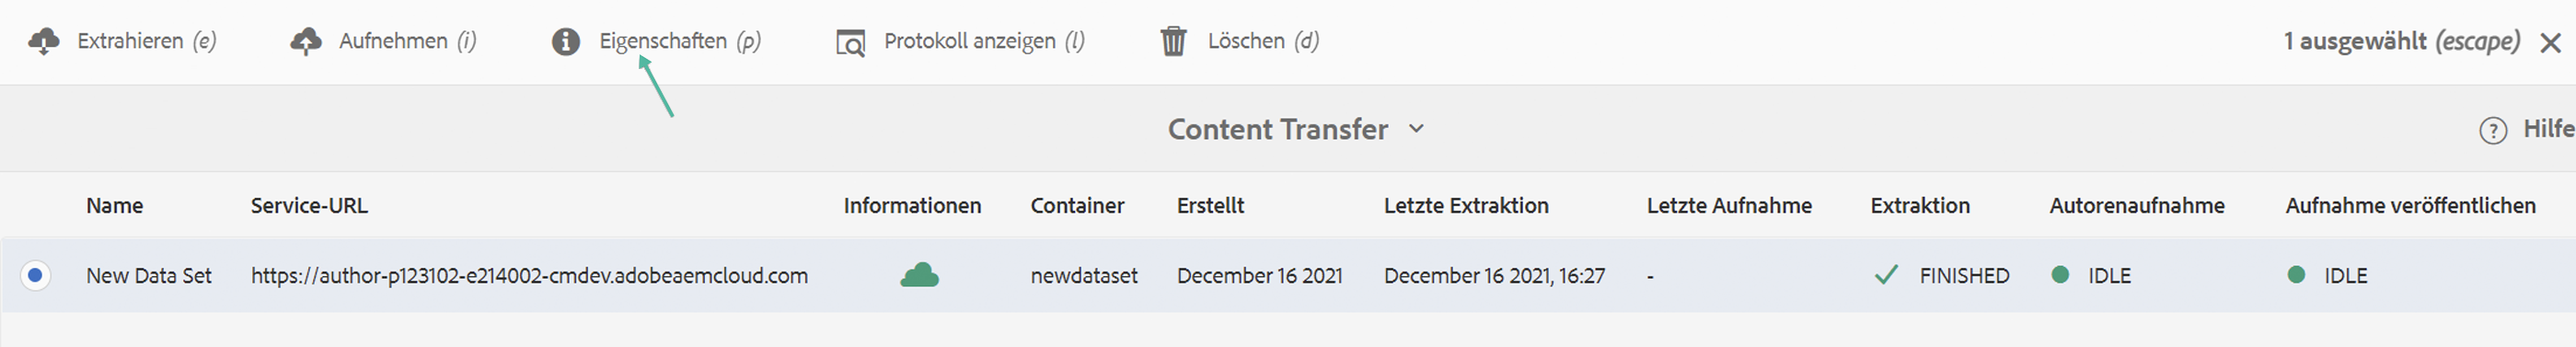 Extrahieren (e) Aufnehmen (i) Eigenschaften (p) Protokoll anzeigen (l) Löschen (d) 1 ausgewählt (escape)
Content Transfer
? Hilfe
Name Service-URL Informationen Container Erstellt Letzte Extraktion Letzte Aufnahme Extraktion Autorenaufnahme Aufnahme veröffentlichen
New Data Set https://author-p123102-e214002-cmdev.adobeaemcloud.com newdataset December 16 2021 December 16 2021, 16:27 - FINISHED IDLE IDLE